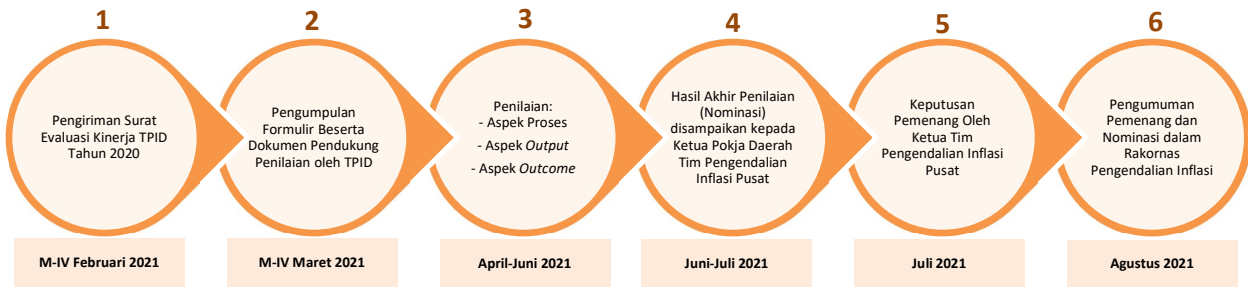 1
Pengiriman Surat
Evaluasi Kinerja TPID
Tahun 2020
M-IV Februari 2021
2
Pengumpulan
Formulir Beserta
Dokumen Pendukung
Penilaian oleh TPID
M-IV Maret 2021
3
Penilaian:
- Aspek Proses
- Aspek Output
- Aspek Outcome
April-Juni 2021
4
Hasil Akhir Penilaian
(Nominasi)
disampaikan kepada
Ketua Pokja Daerah
Tim Pengendalian
Inflasi Pusat
Juni-Juli 2021
5
Keputusan
Pemenang Oleh
Ketua Tim
Pengendalian Inflasi
Pusat
Juli 2021
6
Pengumuman
Pemenang dan
Nominasi dalam
Rakornas
Pengendalian Inflasi
Agustus 2021